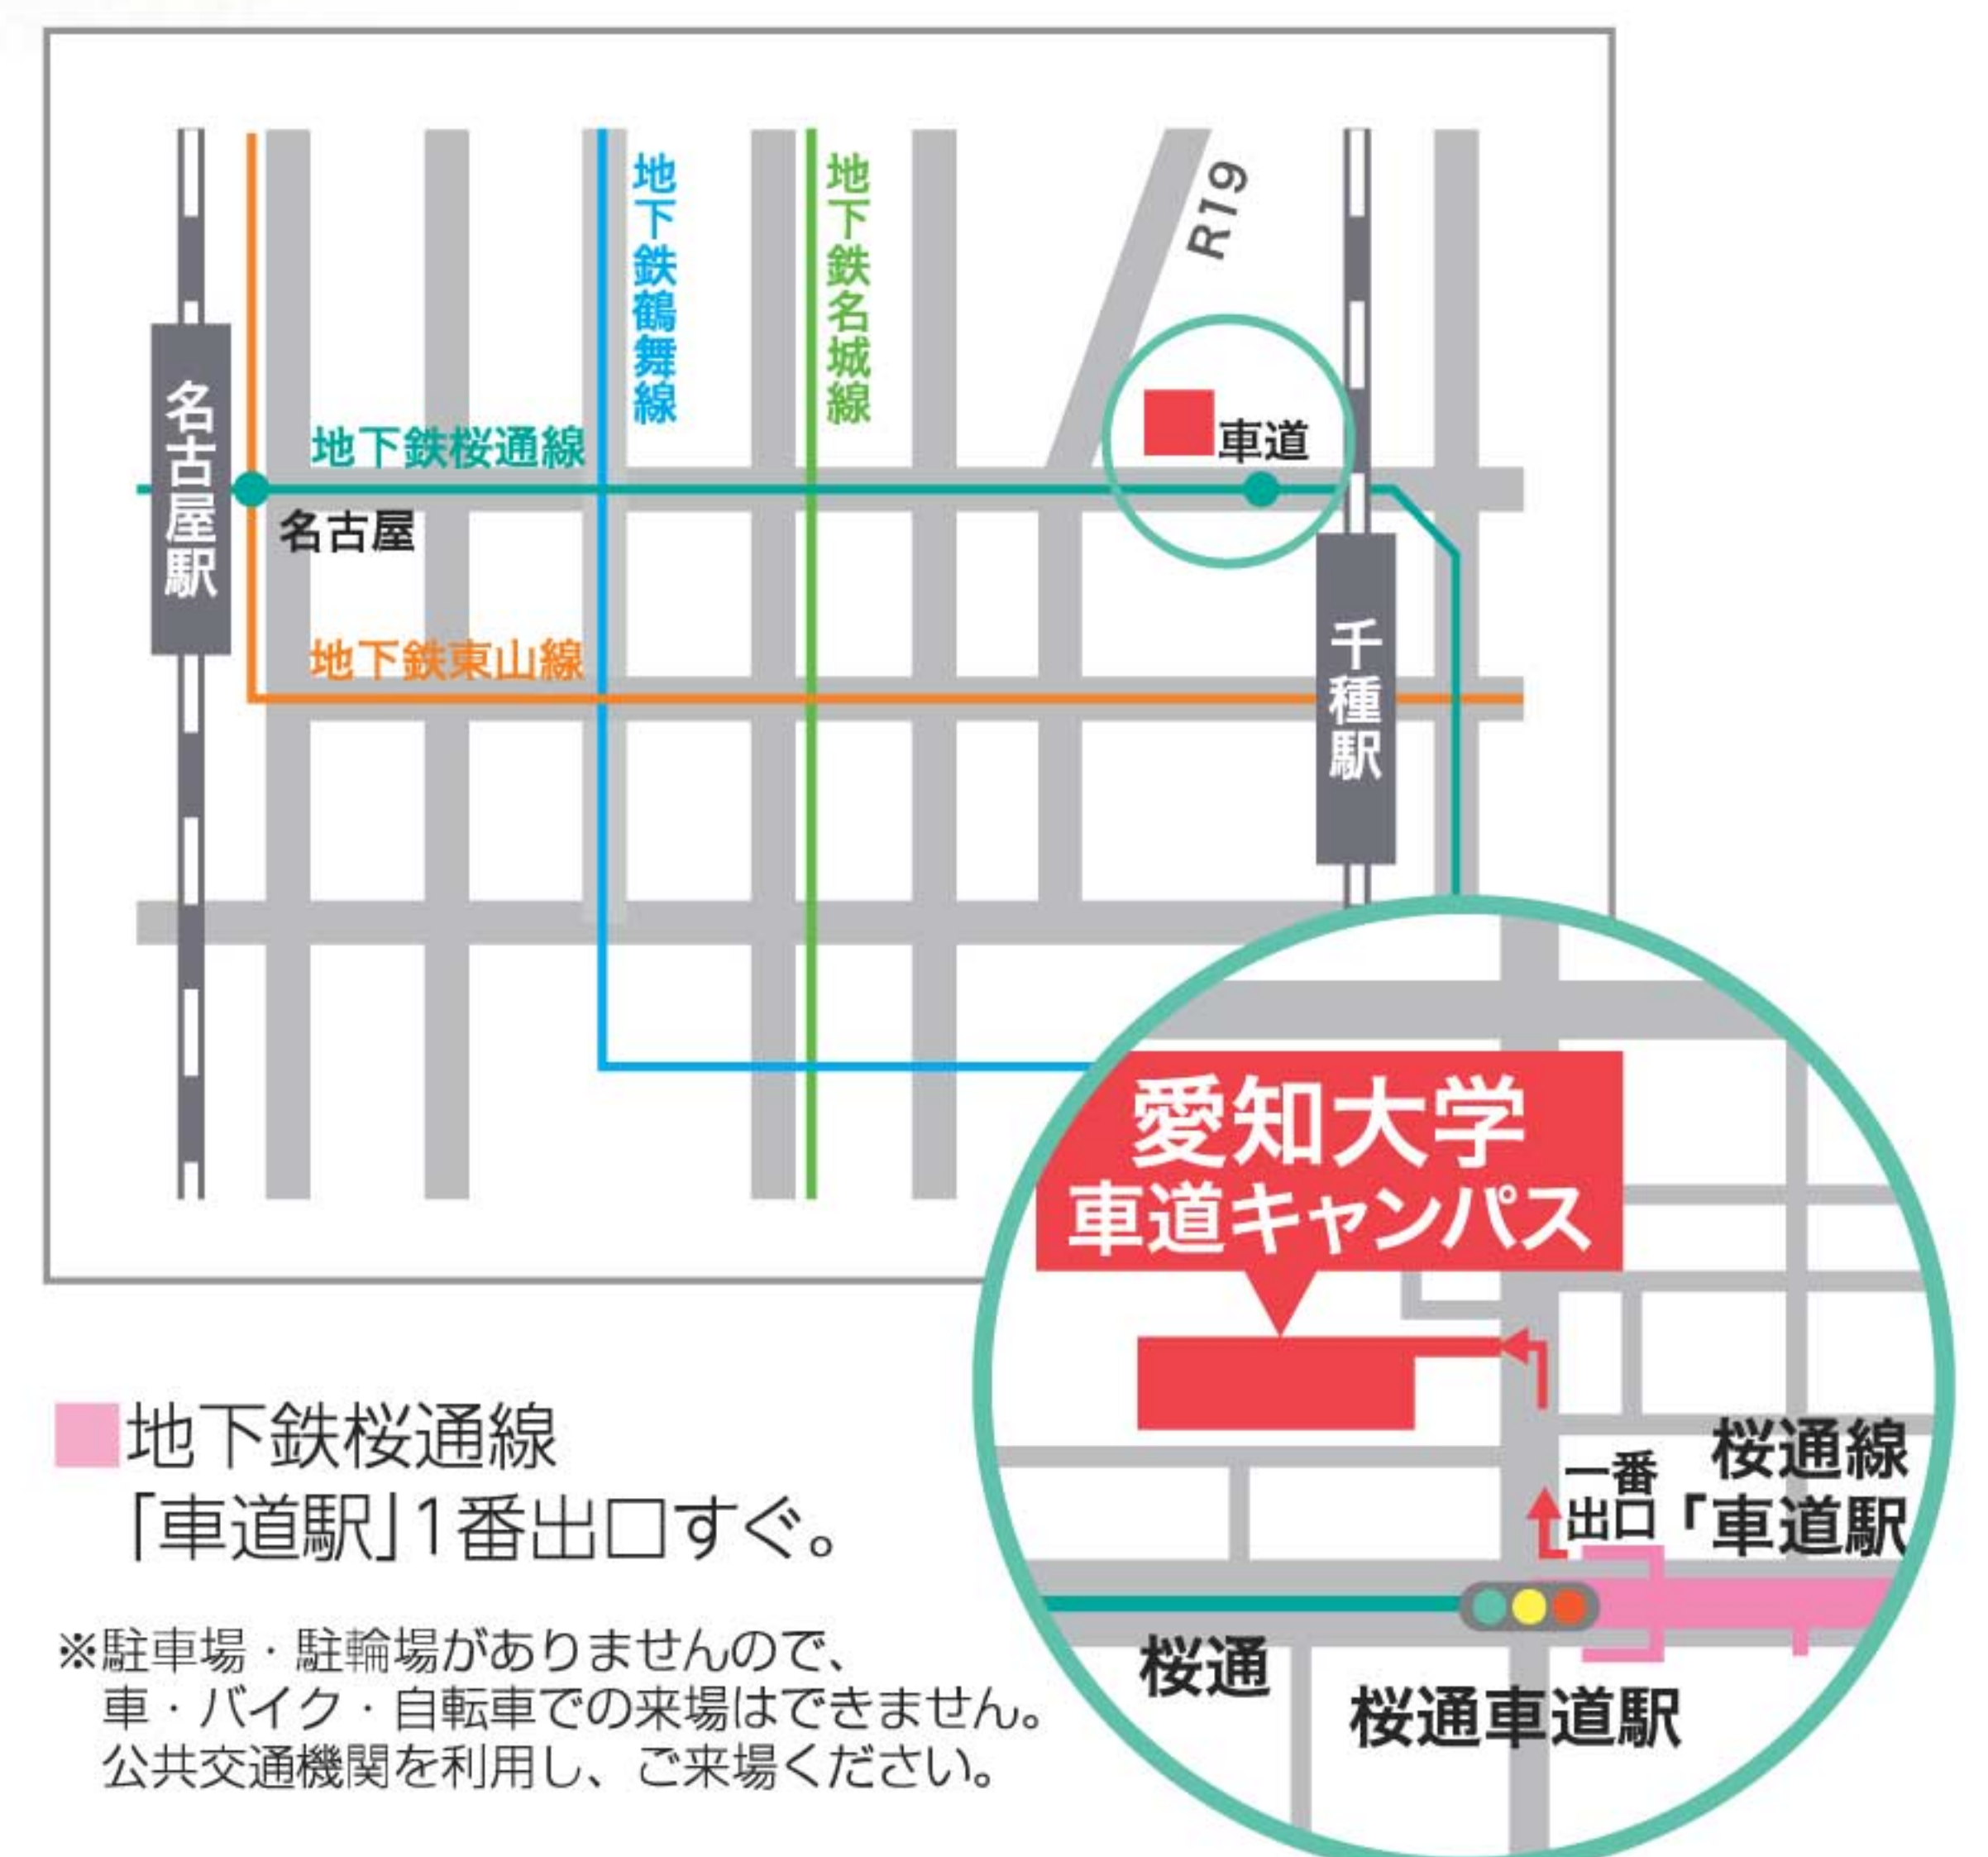 地下鉄鶴舞線
地下鉄名城線
R19
名古屋駅
地下鉄桜通線
車道
名古屋
地下鉄東山線
千種駅
愛知大学
車道キャンパス
一番
出口
桜通線
「車道駅
桜通
桜通車道駅
地下鉄桜通線
「車道駅」1番出口すぐ。
※駐車場・駐輪場がありませんので、
車・バイク・自転車での来場はできません。
公共交通機関を利用し、ご来場ください。